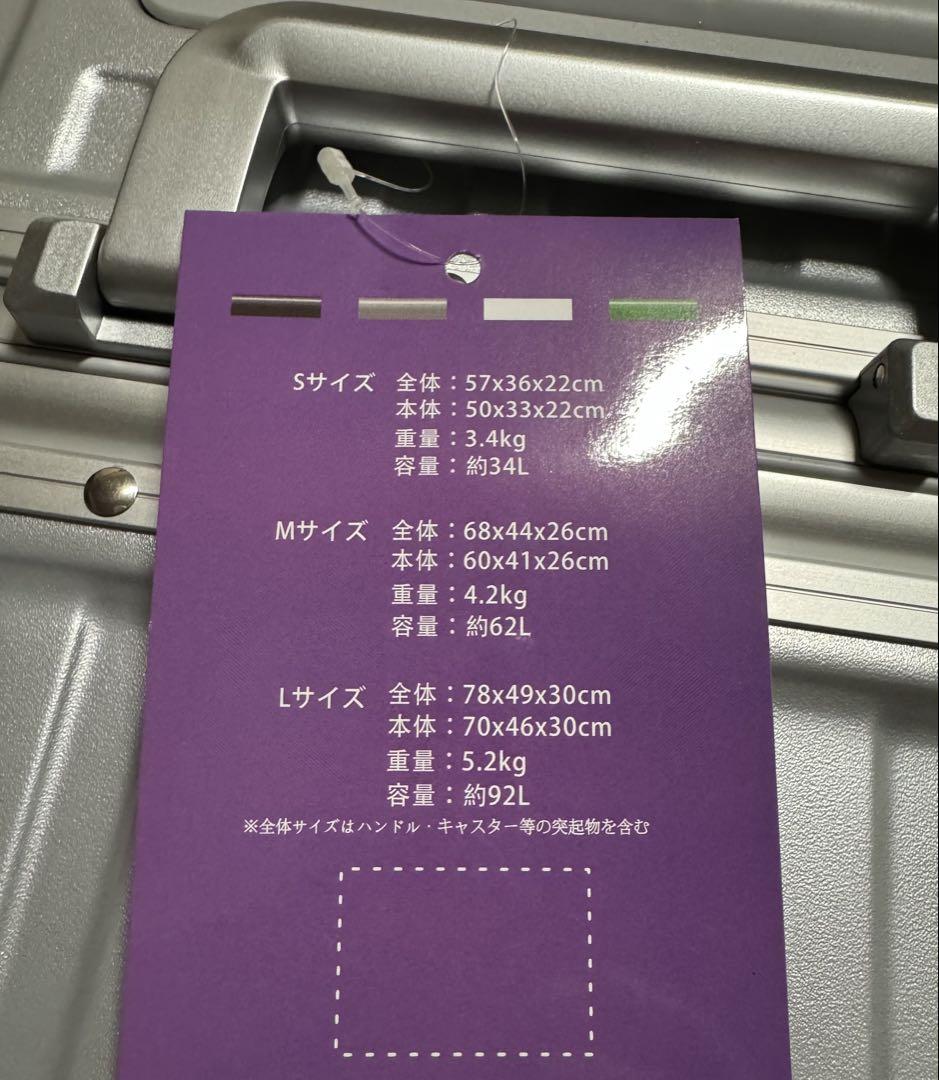 Sサイズ 全体：57x36x22cm
本体：50x33x22cm
重量：3.4kg
容量：約34L
Mサイズ 全体：68x44x26cm
本体：60x41x26cm
重量：4.2kg
容量：約62L
Lサイズ 全体：78x49x30cm
本体：70x46x30cm
重量：5.2kg
容量：約92L
※全体サイズはハンドル・キャスター等の突起物を含む